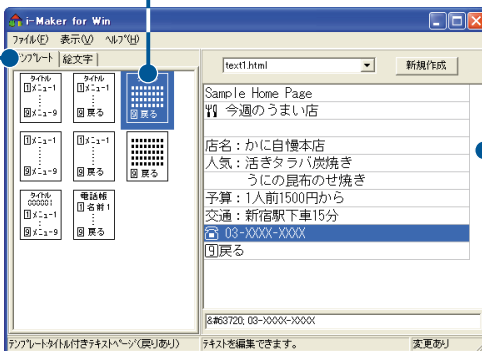 i-Maker for Win
ファイル(F) 表示(V) ヘルプ(H)
テンプレート 絵文字
text1.html 新規作成
タイトル
1メニュー1
9メニュー9
タイトル
1メニュー1
9戻る
9戻る
1メニュー1
9メニュー9
1メニュー1
9戻る
9戻る
タイトル
000001
1メニュー1
9メニュー9
電話帳
1名前1
9戻る
Sample Home Page
今週のうまい店
店名：かに自慢本店
人気：活きタラバ炭焼き
うにの昆布のせ焼き
予算：1人前1500円から
交通：新宿駅下車15分
03-XXXX-XXXX
9戻る
&#63720;03-XXXX-XXXX
テンプレートタイトル付きテキストページ(戻りあり)
テキストを編集できます。
変更あり